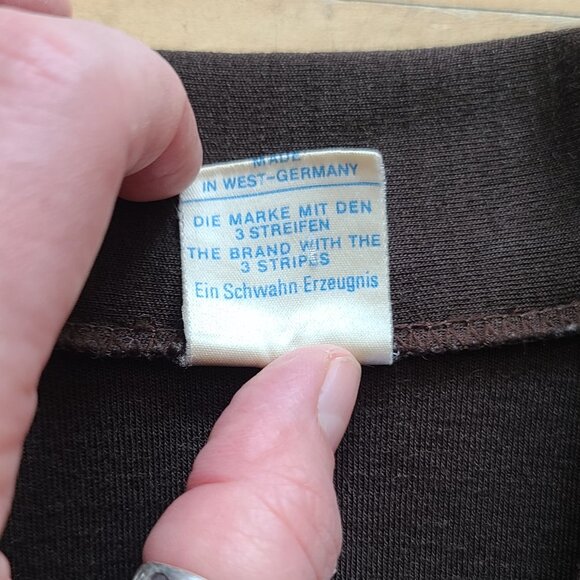 MADE
IN WEST-GERMANY
DIE MARKE MIT DEN
3 STREIFEN
THE BRAND WITH THE
3 STRIPES
Ein Schwahn Erzeugnis